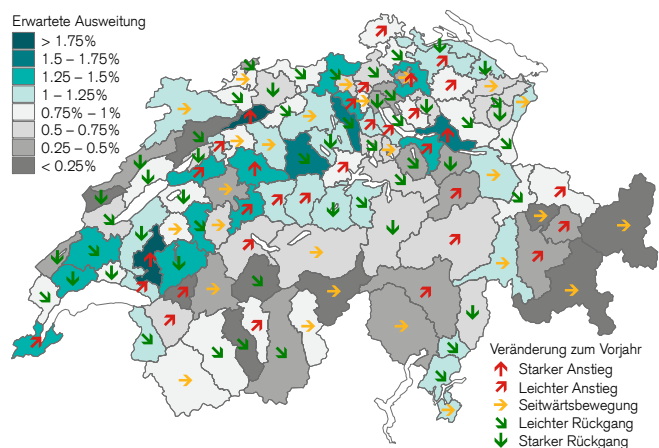 Erwartete Ausweitung
> 1.75%
1.5 – 1.75%
1.25 – 1.5%
1 – 1.25%
0.75% – 1%
0.5 – 0.75%
0.25 – 0.5%
< 0.25%
Veränderung zum Vorjahr
Starker Anstieg
Leichter Anstieg
Seitwärtsbewegung
Leichter Rückgang
Starker Rückgang